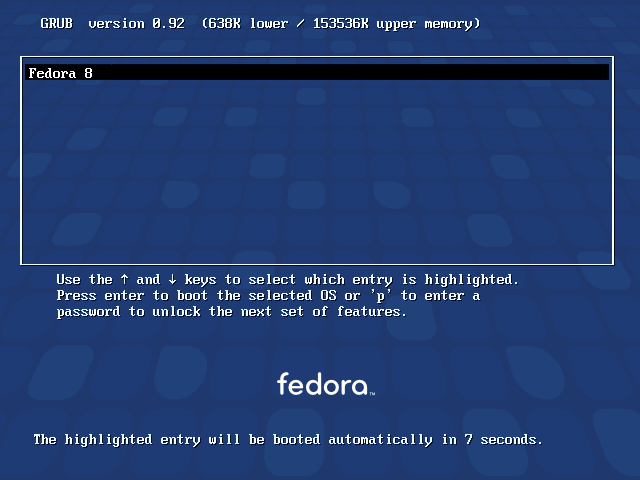 GRUB  version 0.92  (638K lower / 153536K upper memory)
Fedora 8
Use the ↑ and ↓ keys to select which entry is highlighted.
Press enter to boot the selected OS or 'p' to enter a
password to unlock the next set of features.
fedora™
The highlighted entry will be booted automatically in 7 seconds.